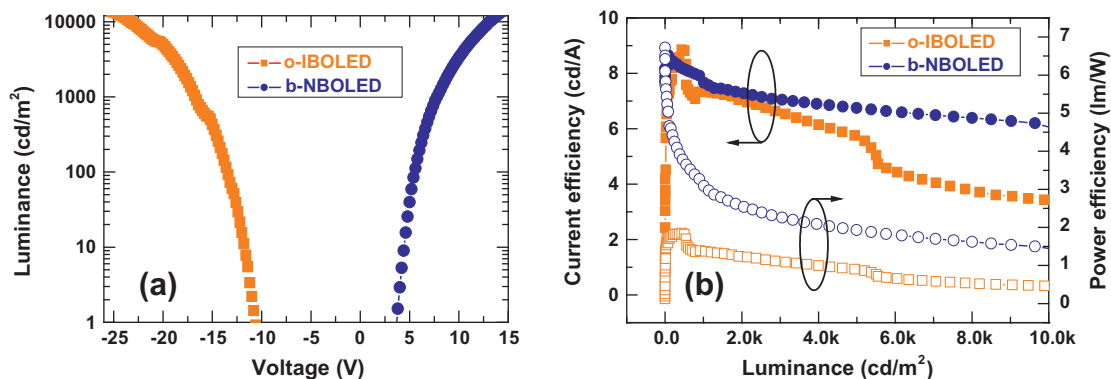 10000
1000
100
10
1
Luminance (cd/m²)
o-IBOLED
b-NBOLED
(a)
-25 -20 -15 -10 -5 0 5 10 15
Voltage (V)
10
8
6
4
2
0
Current efficiency (cd/A)
o-IBOLED
b-NBOLED
(b)
7
6
5
4
3
2
1
0
Power efficiency (lm/W)
0.0 2.0k 4.0k 6.0k 8.0k 10.0k
Luminance (cd/m²)